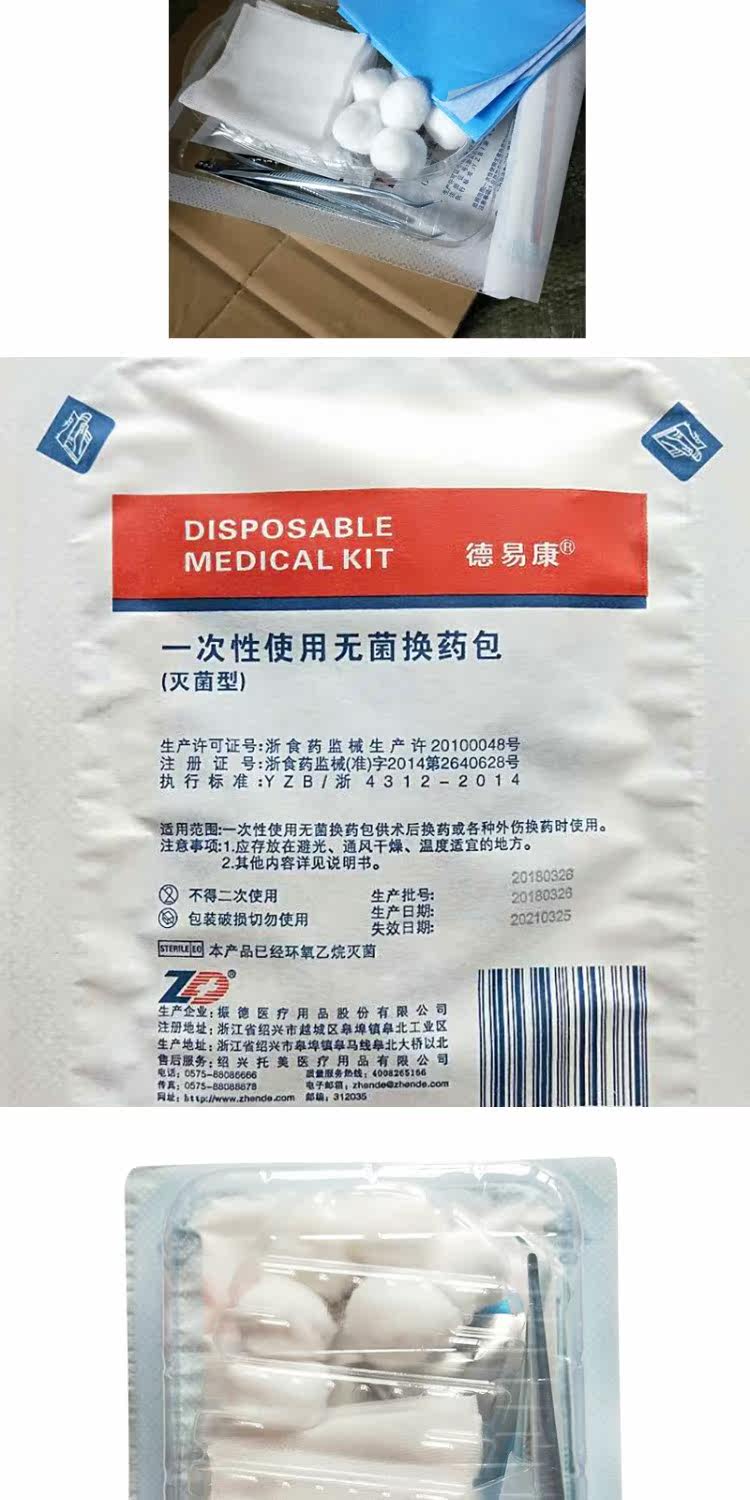 DISPOSABLE
MEDICAL KIT
德易康®
一次性使用无菌换药包
(灭菌型)
生产许可证号:浙食药监械生产许20100048号
注册证号:浙食药监械(准)字2014第2640628号
执行标准:YZB/浙 4312-2014
适用范围:一次性使用无菌换药包供术后换药或各种外伤换药时使用。
注意事项:1.应存放在避光、通风干燥、温度适宜的地方。
2.其他内容详见说明书。
不得二次使用
包装破损切勿使用
生产批号: 20180326
生产日期: 20180326
失效日期: 20210325
STERILE EO 本产品已经环氧乙烷灭菌
ZD®
生产企业:振德医疗用品股份有限公司
注册地址:浙江省绍兴市越城区皋埠镇皋北工业区
生产地址:浙江省绍兴市皋埠镇皋马线皋北大桥以北
售后服务:绍兴托美医疗用品有限公司
电话:0575-88086666 质量服务热线:4008265166
传真:0575-88088878 电子邮箱:zhende@zhende.com
网址:http://www.zhende.com 邮编:312035